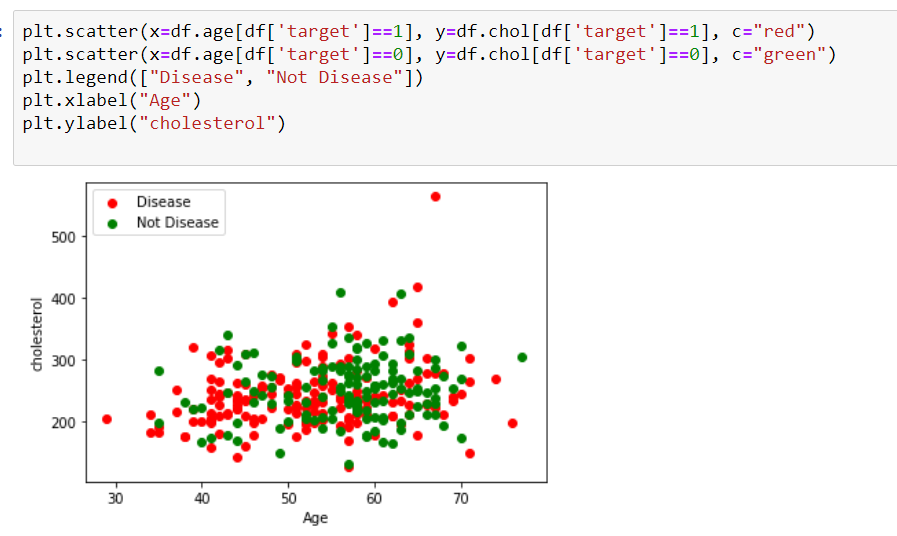 :
plt.scatter(x=df.age[df['target']==1], y=df.chol[df['target']==1], c="red")
plt.scatter(x=df.age[df['target']==0], y=df.chol[df['target']==0], c="green")
plt.legend(["Disease", "Not Disease"])
plt.xlabel("Age")
plt.ylabel("cholesterol")
Disease
Not Disease
500
400
300
200
cholesterol
30 40 50 60 70
Age